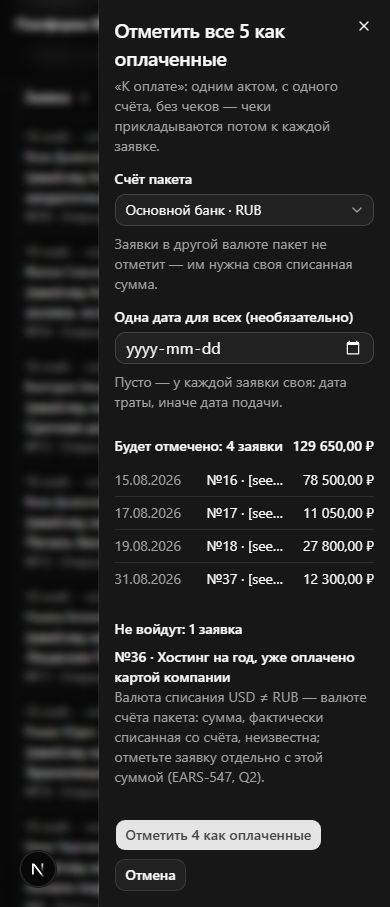 Отметить все 5 как
оплаченные
«К оплате»: одним актом, с одного
счёта, без чеков — чеки
прикладываются потом к каждой
заявке.
Счёт пакета
Основной банк · RUB
Заявки в другой валюте пакет не
отметит — им нужна своя списанная
сумма.
Одна дата для всех (необязательно)
yyyy-mm-dd
Пусто — у каждой заявки своя: дата
траты, иначе дата подачи.
Будет отмечено: 4 заявки 129 650,00 ₽
15.08.2026 №16 · [see... 78 500,00 ₽
17.08.2026 №17 · [see... 11 050,00 ₽
19.08.2026 №18 · [see... 27 800,00 ₽
31.08.2026 №37 · [see... 12 300,00 ₽
Не войдут: 1 заявка
№36 · Хостинг на год, уже оплачено
картой компании
Валюта списания USD ≠ RUB — валюте
счёта пакета: сумма, фактически
списанная со счёта, неизвестна;
отметьте заявку отдельно с этой
суммой (EARS-547, Q2).
Отметить 4 как оплаченные
N
Отмена